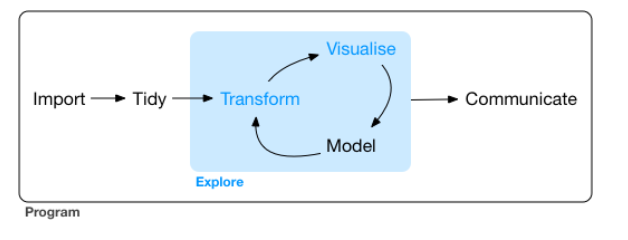 Visualise
Import Tidy Transform Communicate
Model
Explore
Program